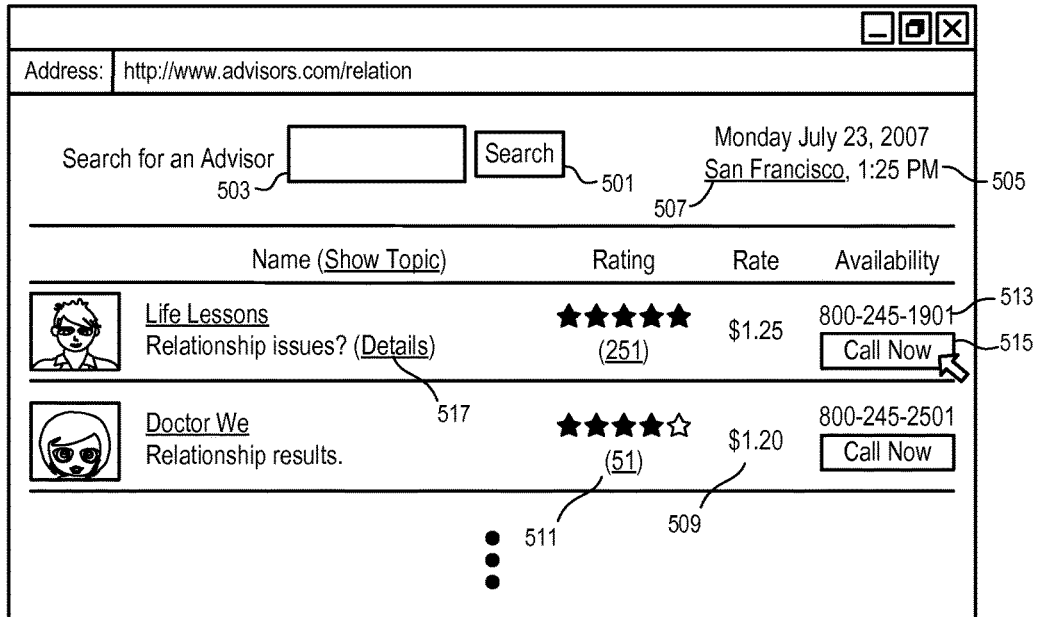 Address: http://www.advisors.com/relation
Monday July 23, 2007
Search for an Advisor Search San Francisco, 1:25 PM 505
503 501 507
Name (Show Topic) Rating Rate Availability
Life Lessons 800-245-1901 513
Relationship issues? (Details) (251) $1.25 Call Now 515
517
Doctor We 800-245-2501
Relationship results. (51) $1.20 Call Now
511 509